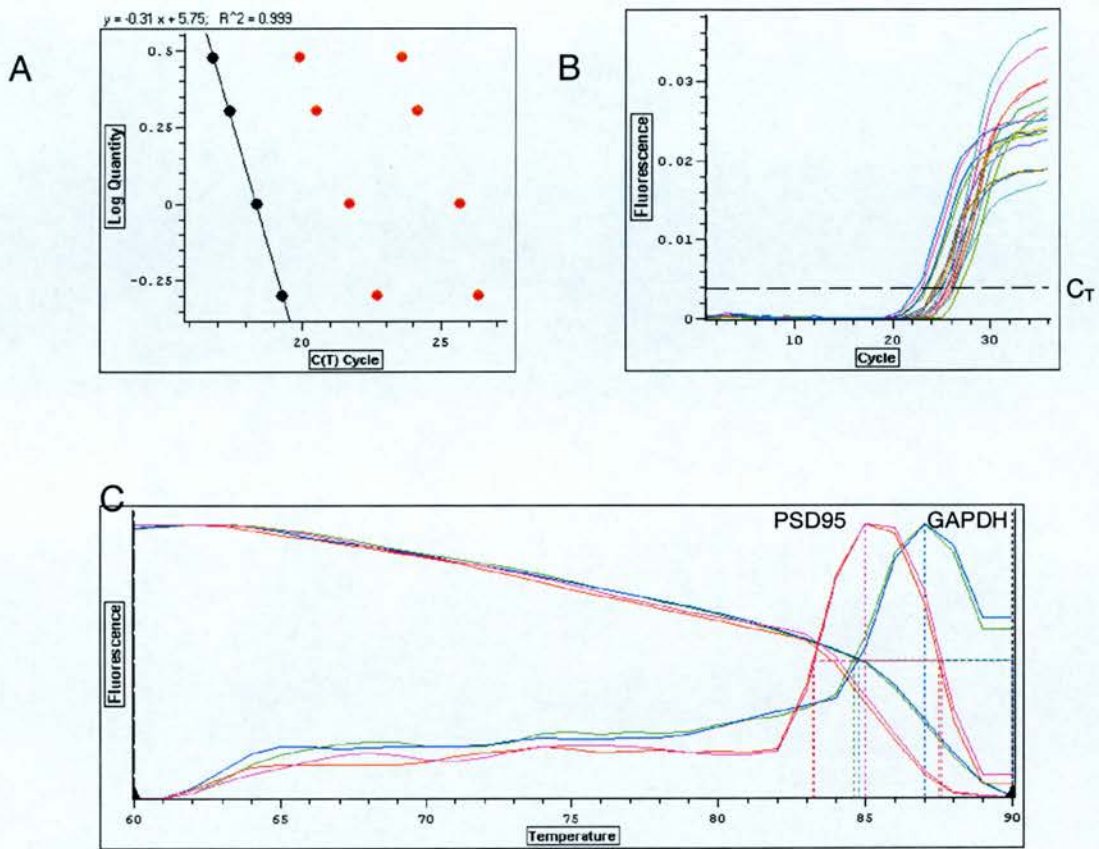 y = -0.31 x + 5.75; R^2 = 0.999
A
0.5
0.25
0
-0.25
Log Quantity
20 25
C(T) Cycle
B
0.03
0.02
0.01
0
Fluorescence
10 20 30
Cycle
CT
C
PSD95 GAPDH
Fluorescence
60 65 70 75 80 85 90
Temperature